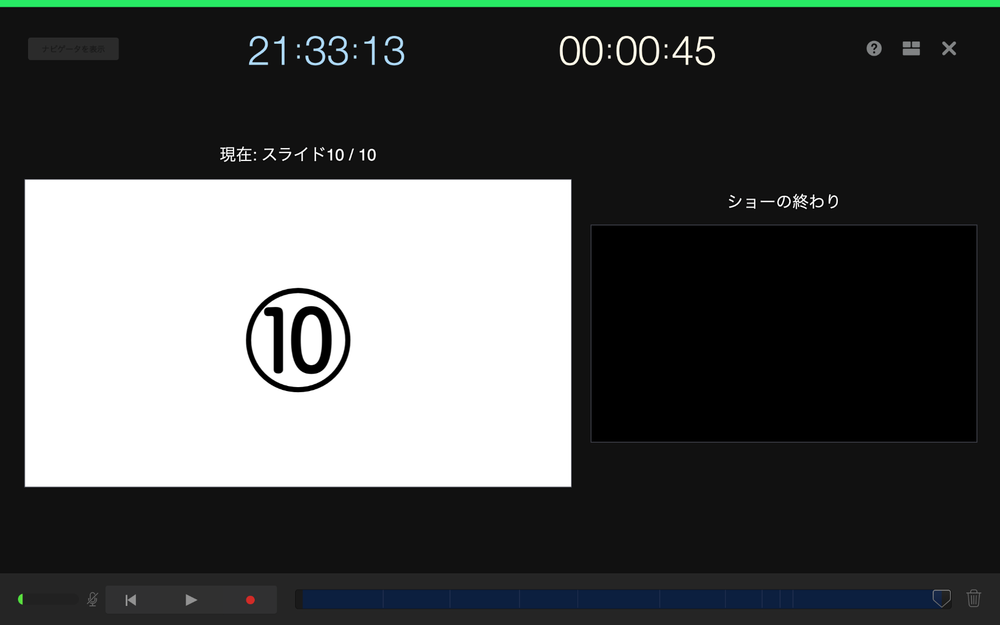 ナビゲータを表示
21:33:13
00:00:45
?
現在: スライド10 / 10
ショーの終わり
⑩